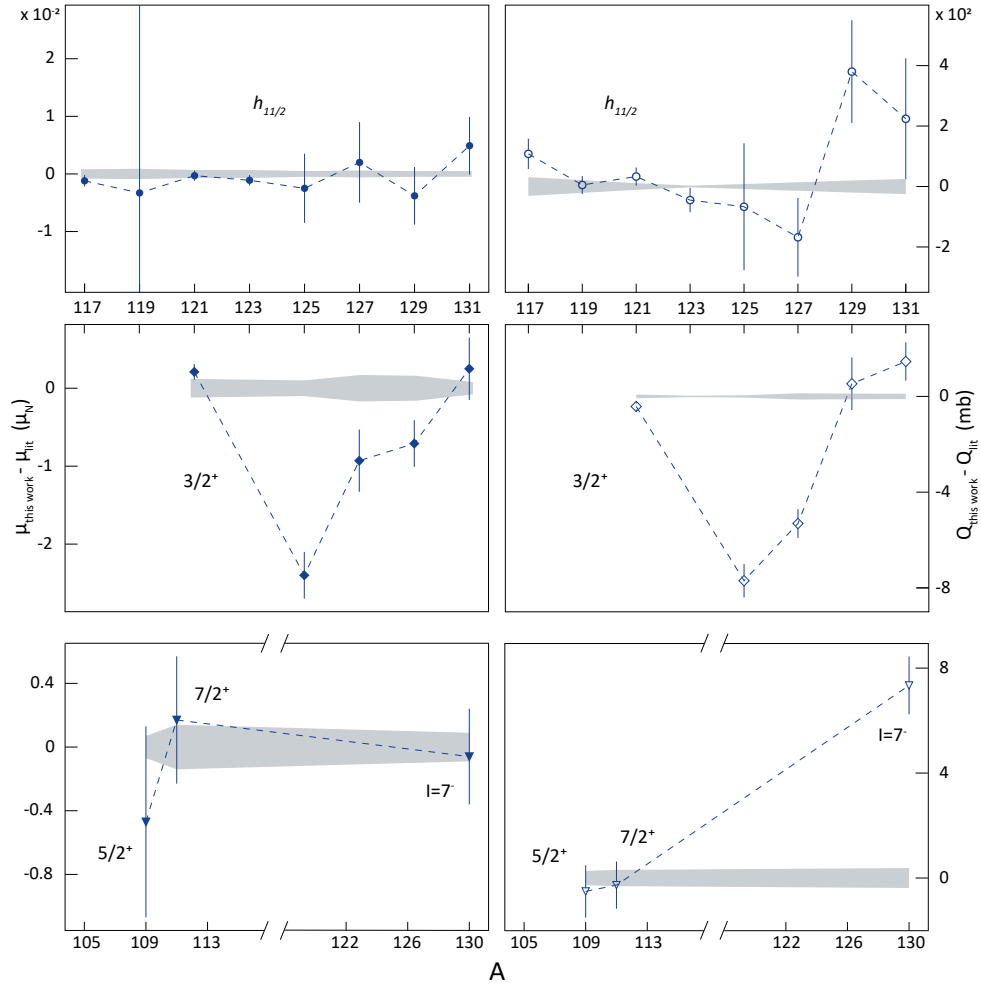 x 10⁻²
x 10²
2
1
0
-1
h₁₁/₂
117 119 121 123 125 127 129 131
h₁₁/₂
4
2
0
-2
117 119 121 123 125 127 129 131
μthis work - μlit (μN)
0
-1
-2
3/2⁺
3/2⁺
0
-4
-8
Qthis work - Qlit (mb)
0.4
0
-0.4
-0.8
7/2⁺
5/2⁺
I=7⁻
105 109 113 122 126 130
8
4
0
I=7⁻
7/2⁺
5/2⁺
105 109 113 122 126 130
A